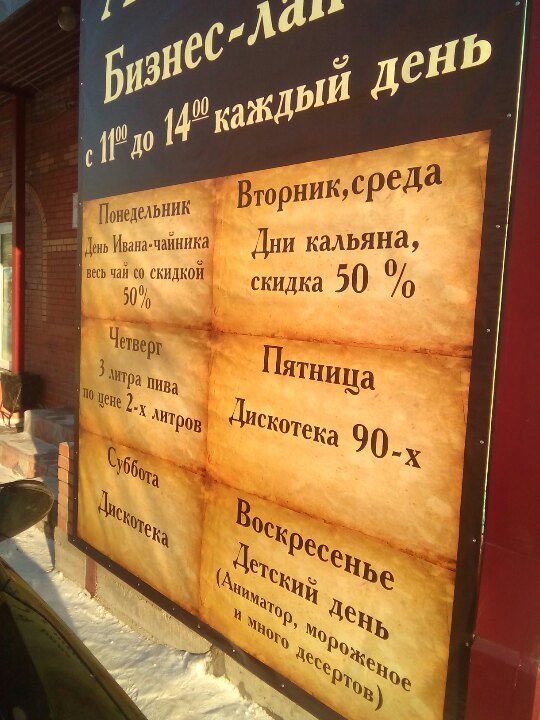 Бизнес-лан
с 11⁰⁰ до 14⁰⁰ каждый день
Понедельник
День Ивана-чайника
весь чай со скидкой
50%
Вторник, среда
Дни кальяна,
скидка 50 %
Четверг
3 литра пива
по цене 2-х литров
Пятница
Дискотека 90-х
Суббота
Дискотека
Воскресенье
Детский день
(Аниматор, мороженое
и много десертов)